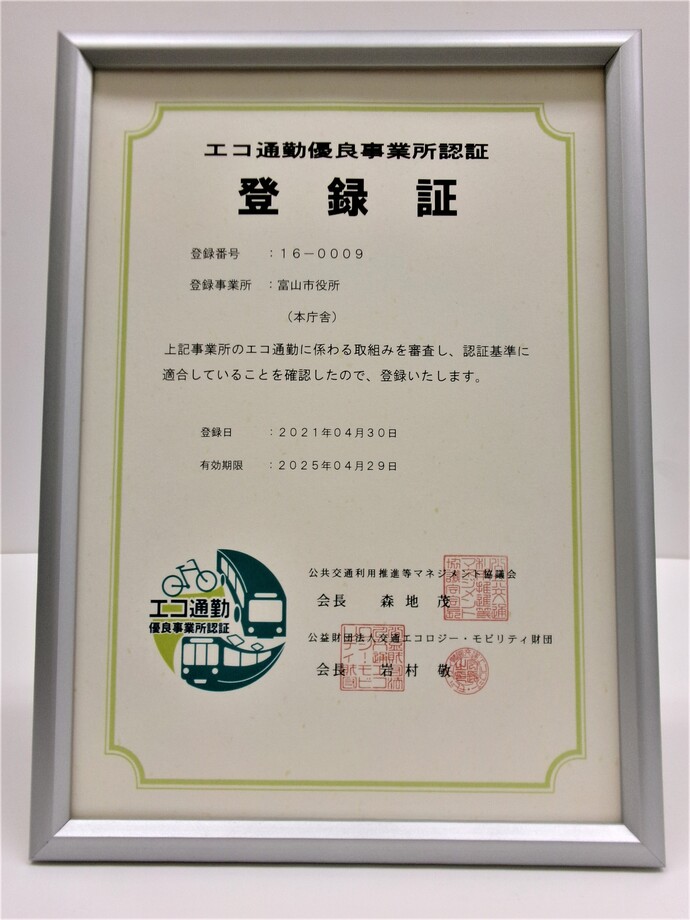 エコ通勤優良事業所認証
登録証
登録番号 ：１６－０００９
登録事業所 ：富山市役所
（本庁舎）
上記事業所のエコ通勤に係わる取組みを審査し、認証基準に
適合していることを確認したので、登録いたします。
登録日 ：２０２１年０４月３０日
有効期限 ：２０２５年０４月２９日
エコ通勤
優良事業所認証
公共交通利用推進等マネジメント協議会
会長 森地 茂
公益財団法人交通エコロジー・モビリティ財団
会長 岩村 敬